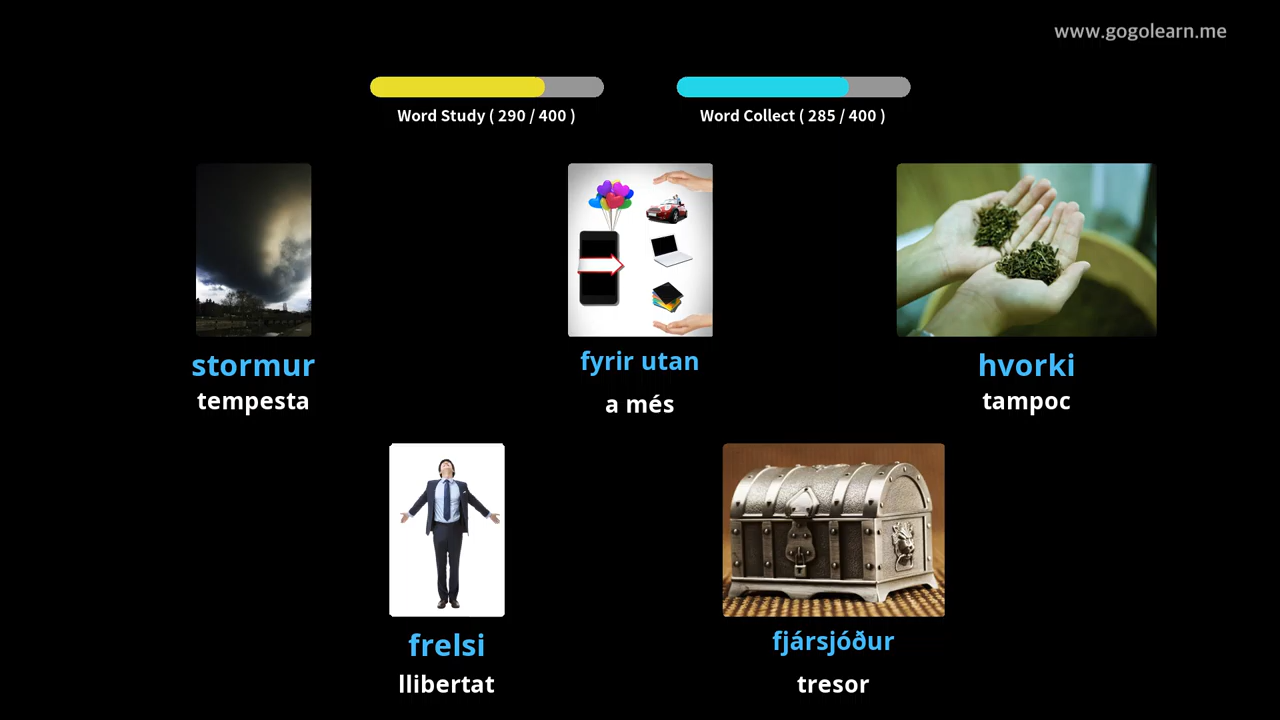 www.gogolearn.me
Word Study ( 290 / 400 )
Word Collect ( 285 / 400 )
stormur
tempesta
fyrir utan
a més
hvorki
tampoc
frelsi
llibertat
fjársjóður
tresor